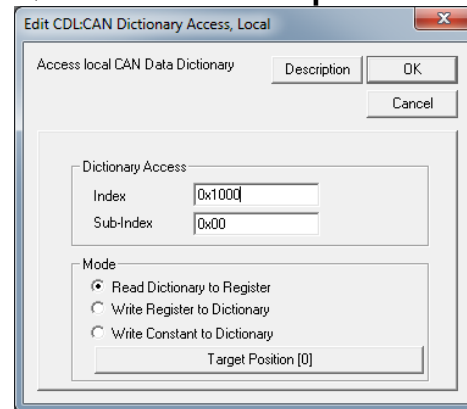 Edit CDL:CAN Dictionary Access, Local
Access local CAN Data Dictionary
Description
OK
Cancel
Dictionary Access
Index
0x1000
Sub-Index
0x00
Mode
Read Dictionary to Register
Write Register to Dictionary
Write Constant to Dictionary
Target Position [0]